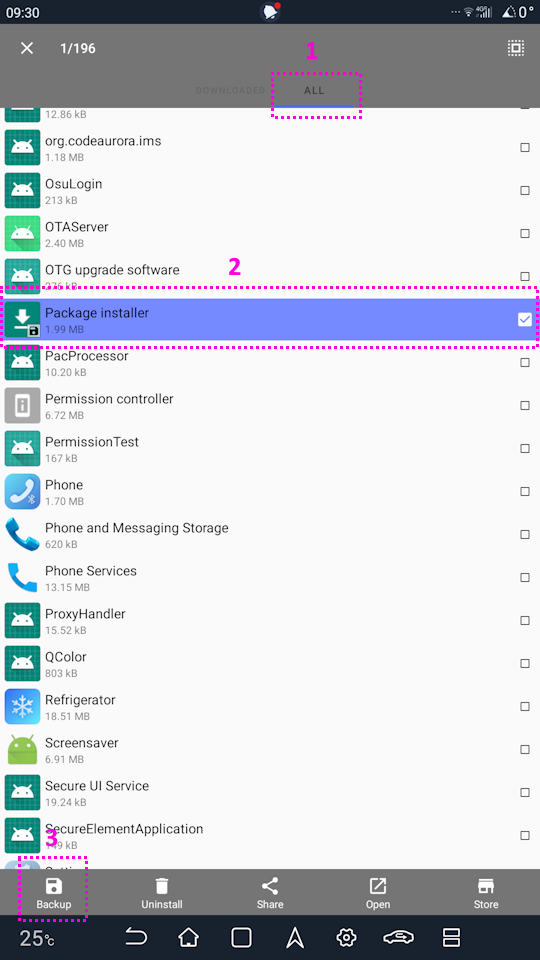 09:30
4G 0°
1/196
1
DOWNLOADED ALL
12.86 kB
org.codeaurora.ims
1.18 MB
OsuLogin
213 kB
OTAServer
2.40 MB
OTG upgrade software
2
276 kB
Package installer
1.99 MB
PacProcessor
10.20 kB
Permission controller
6.72 MB
PermissionTest
167 kB
Phone
1.70 MB
Phone and Messaging Storage
620 kB
Phone Services
13.15 MB
ProxyHandler
15.52 kB
QColor
803 kB
Refrigerator
18.51 MB
Screensaver
6.91 MB
Secure UI Service
19.24 kB
SecureElementApplication
3
149 kB
Backup Uninstall Share Open Store
25°C